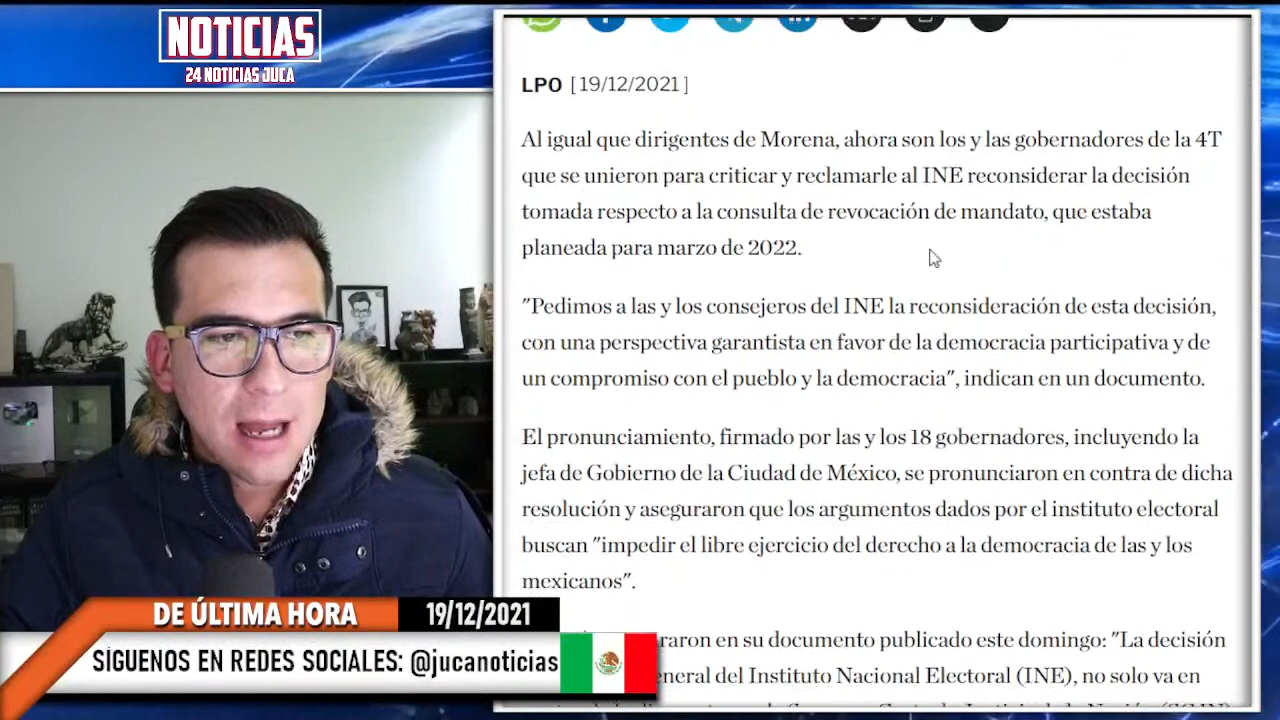 NOTICIAS
24 NOTICIAS JUCA
LPO [19/12/2021]
Al igual que dirigentes de Morena, ahora son los y las gobernadores de la 4T
que se unieron para criticar y reclamarle al INE reconsiderar la decisión
tomada respecto a la consulta de revocación de mandato, que estaba
planeada para marzo de 2022.
"Pedimos a las y los consejeros del INE la reconsideración de esta decisión,
con una perspectiva garantista en favor de la democracia participativa y de
un compromiso con el pueblo y la democracia", indican en un documento.
El pronunciamiento, firmado por las y los 18 gobernadores, incluyendo la
jefa de Gobierno de la Ciudad de México, se pronunciaron en contra de dicha
resolución y aseguraron que los argumentos dados por el instituto electoral
buscan "impedir el libre ejercicio del derecho a la democracia de las y los
mexicanos".
en su documento publicado este domingo: "La decisión
del Instituto Nacional Electoral (INE), no solo va en
DE ÚLTIMA HORA
19/12/2021
SÍGUENOS EN REDES SOCIALES: @jucanoticias